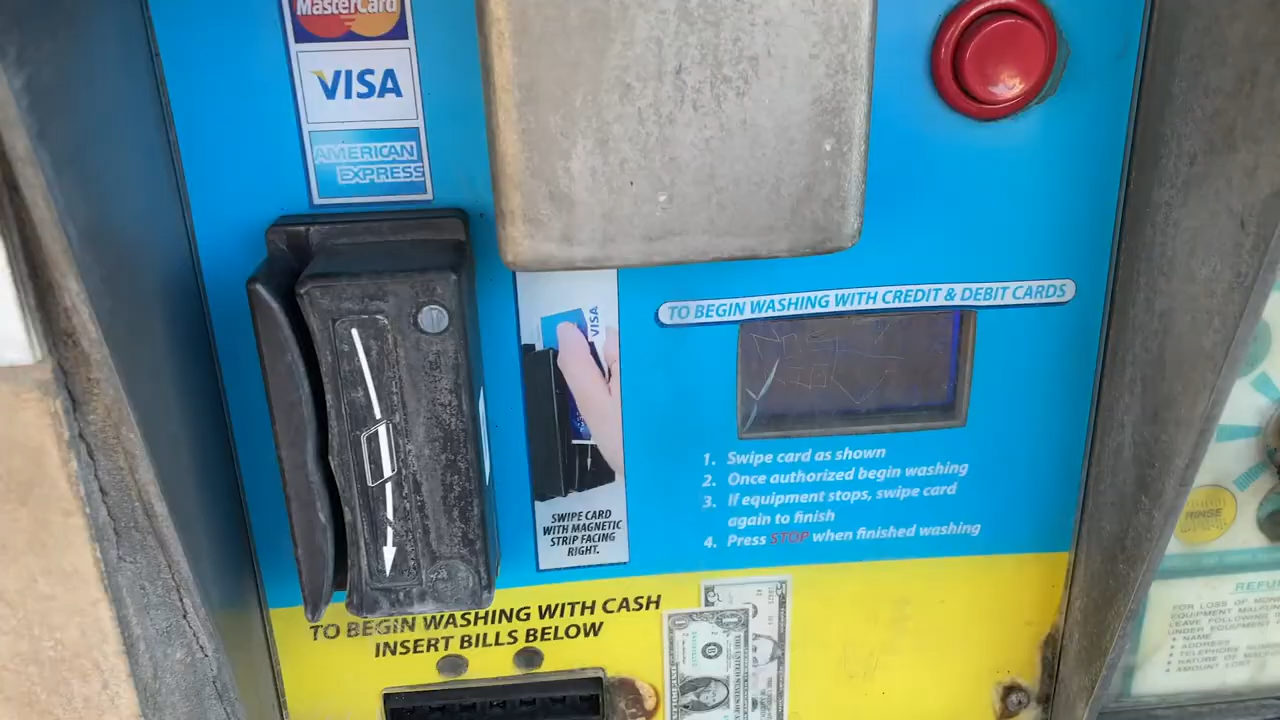 MasterCard
VISA
AMERICAN
EXPRESS
VISA
SWIPE CARD
WITH MAGNETIC
STRIP FACING
RIGHT.
TO BEGIN WASHING WITH CREDIT & DEBIT CARDS
1. Swipe card as shown
2. Once authorized begin washing
3. If equipment stops, swipe card
again to finish
4. Press STOP when finished washing
TO BEGIN WASHING WITH CASH
INSERT BILLS BELOW
RINSE
FOR LOSS OF
EQUIPMENT
LEAVE FOLLOWING
UNDER EQUIPMENT
• NAME
• ADDRESS
• TELEPHONE
• NATURE OF
• AMOUNT LOST